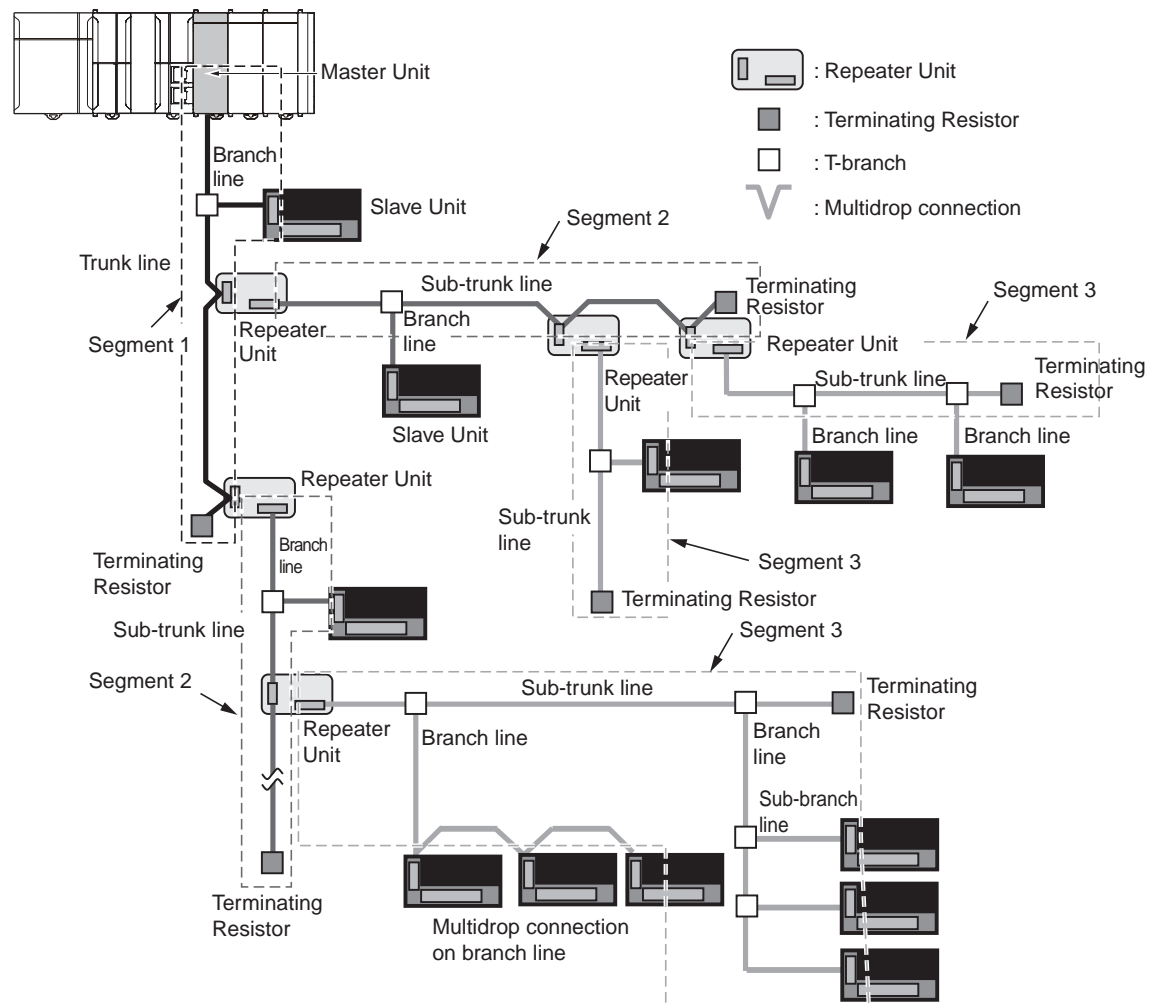 Master Unit
: Repeater Unit
: Terminating Resistor
: T-branch
: Multidrop connection
Branch
line
Slave Unit
Segment 2
Trunk line
Segment 1
Sub-trunk line
Terminating
Resistor
Segment 3
Repeater
Unit
Branch
line
Repeater Unit
Repeater
Unit
Sub-trunk line
Terminating
Resistor
Slave Unit
Branch line
Branch line
Repeater Unit
Sub-trunk
line
Terminating
Resistor
Branch
line
Segment 3
Terminating Resistor
Sub-trunk line
Segment 3
Segment 2
Sub-trunk line
Terminating
Resistor
Repeater
Unit
Branch line
Branch
line
Sub-branch
line
Terminating
Resistor
Multidrop connection
on branch line